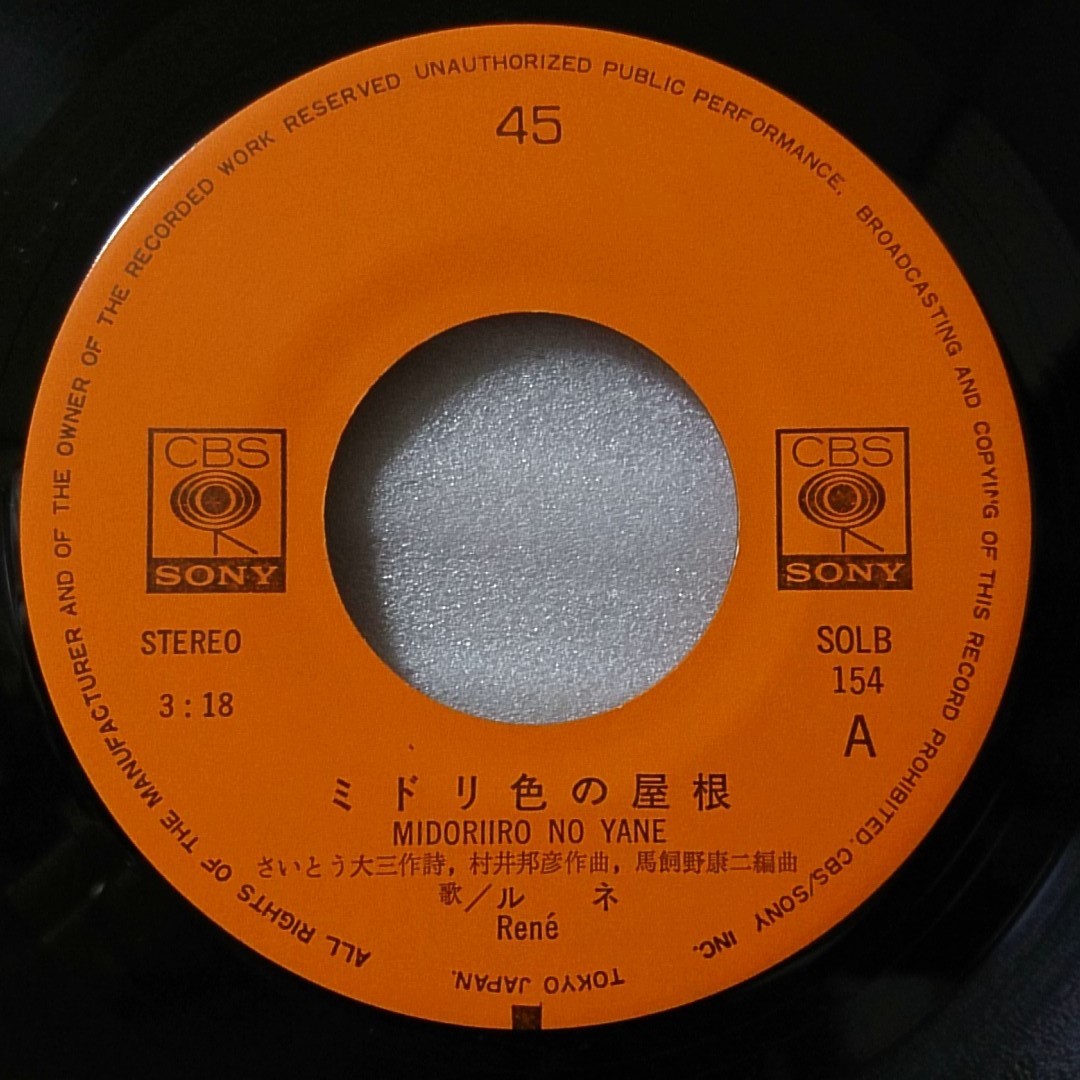 ALL RIGHTS OF THE MANUFACTURER AND OF THE OWNER OF THE RECORDED WORK RESERVED UNAUTHORIZED PUBLIC PERFORMANCE, BROADCASTING AND COPYING OF THIS RECORD PROHIBITED. CBS/SONY INC. TOKYO JAPAN.
45
CBS
SONY
CBS
SONY
STEREO
3:18
SOLB
154
A
ミドリ色の屋根
MIDORIIRO NO YANE
さいとう大三作詩, 村井邦彦作曲, 馬飼野康二編曲
歌／ルネ
René